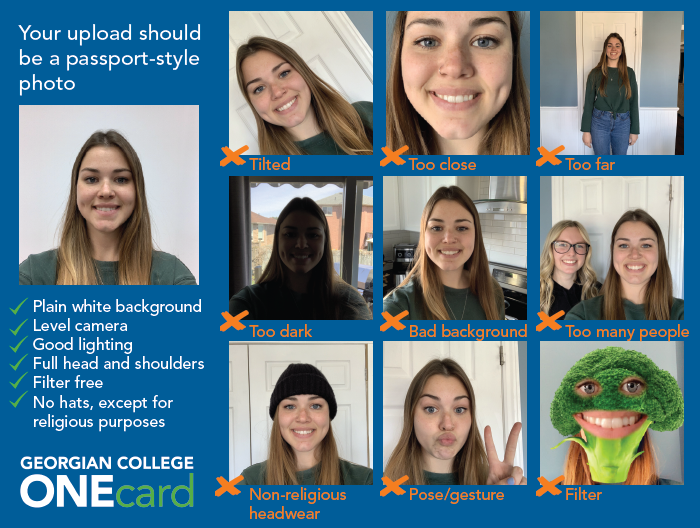 Your upload should
be a passport-style
photo
Tilted
Too close
Too far
Too dark
Bad background
Too many people
Plain white background
Level camera
Good lighting
Full head and shoulders
Filter free
No hats, except for
religious purposes
GEORGIAN COLLEGE
ONEcard
Non-religious
headwear
Pose/gesture
Filter